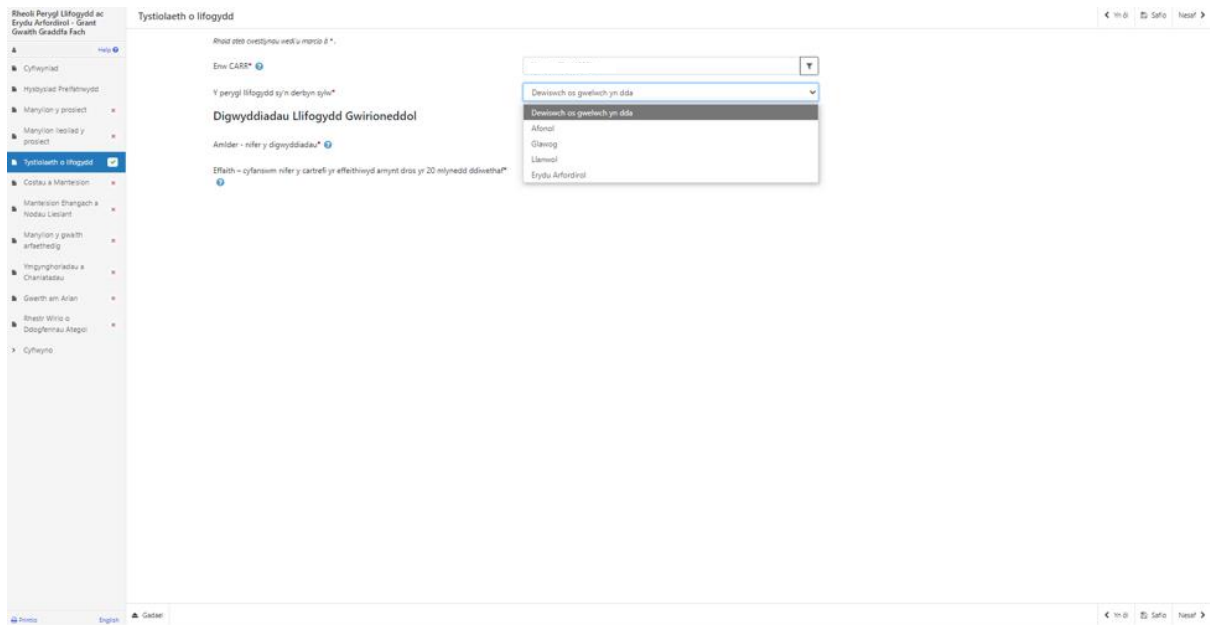 Rheoli Perygl Llifogydd ac
Erydu Arfordirol - Grant
Gwaith Graddfa Fach
Tystiolaeth o lifogydd
Yn ôl
Safio
Nesaf
Help
Cyflwyniad
Hysbysiad Preifatrwydd
Manylion y prosiect
Manylion lleoliad y
prosiect
Tystiolaeth o lifogydd
Costau a Manteision
Manteision Ehangach a
Nodau Llesiant
Manylion y gwaith
arfaethedig
Ymgynghoriadau a
Chaniatadau
Gwerth am Arian
Rhestr Wirio o
Ddogfennau Ategol
Cyflwyno
Rhaid ateb cwestiynau wedi'u marcio â *.
Enw CARR*
Y perygl llifogydd sy'n derbyn sylw*
Dewiswch os gwelwch yn dda
Dewiswch os gwelwch yn dda
Afonol
Glawog
Llanwol
Erydu Arfordirol
Digwyddiadau Llifogydd Gwirioneddol
Amlder - nifer y digwyddiadau*
Effaith – cyfanswm nifer y cartrefi yr effeithiwyd arnynt dros yr 20 mlynedd ddiwethaf*
Printio
English
Gadael
Yn ôl
Safio
Nesaf